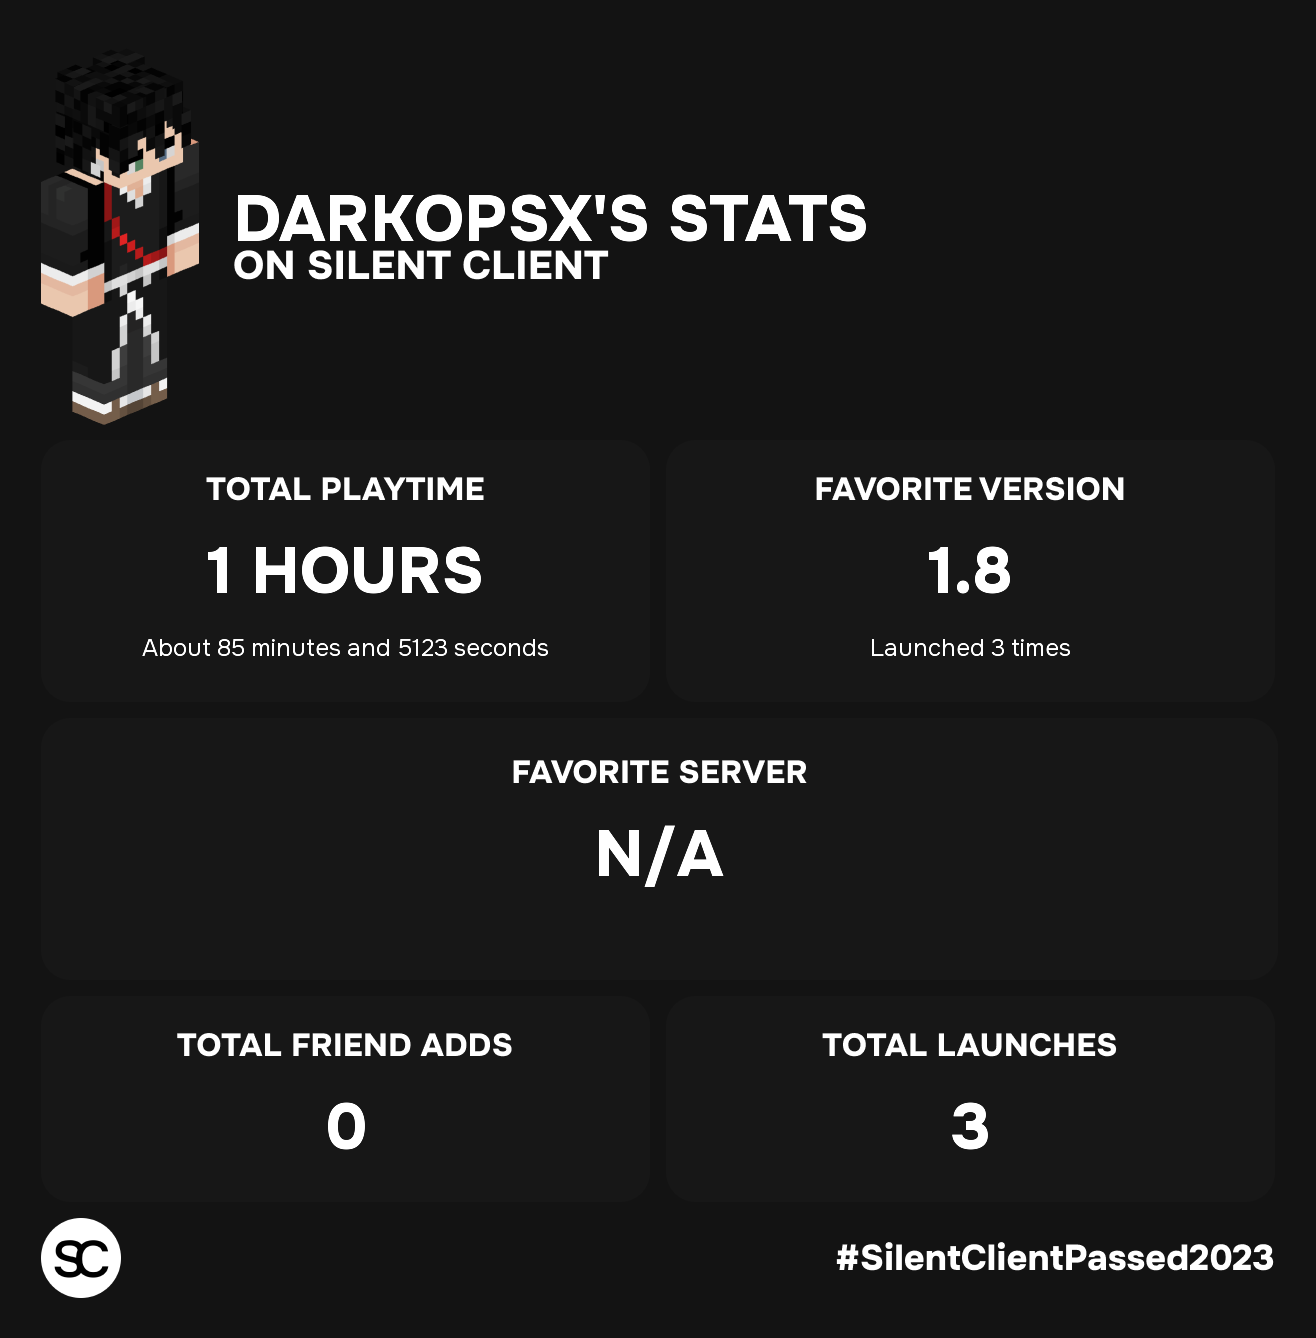 DARKOPSX'S STATS
ON SILENT CLIENT
TOTAL PLAYTIME
1 HOURS
About 85 minutes and 5123 seconds
FAVORITE VERSION
1.8
Launched 3 times
FAVORITE SERVER
N/A
TOTAL FRIEND ADDS
0
TOTAL LAUNCHES
3
SC
#SilentClientPassed2023